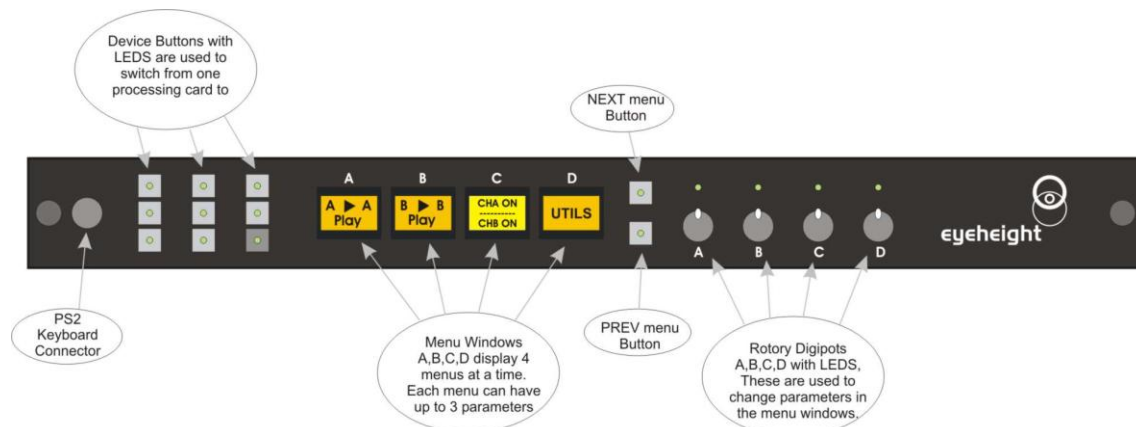 Device Buttons with
LEDS are used to
switch from one
processing card to
NEXT menu
Button
A B C D
A ▶ A
Play
B ▶ B
Play
CHA ON
----------
CHB ON
UTILS
eyeheight
A B C D
PS2
Keyboard
Connector
Menu Windows
A,B,C,D display 4
menus at a time.
Each menu can have
up to 3 parameters
PREV menu
Button
Rotory Digipots
A,B,C,D with LEDS,
These are used to
change parameters in
the menu windows.